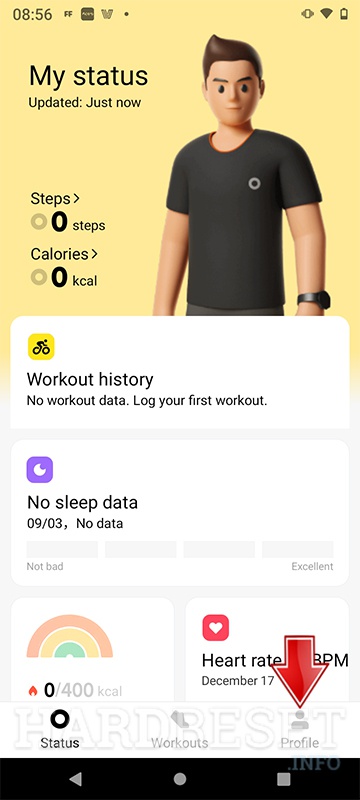 08:56
My status
Updated: Just now
Steps >
0 steps
Calories >
0 kcal
Workout history
No workout data. Log your first workout.
No sleep data
09/03, No data
Not bad
Excellent
0/400 kcal
Heart rate BPM
December 17
HARDRESET
.INFO
Status
Workouts
Profile